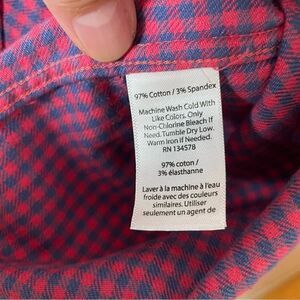 97% Cotton / 3% Spandex
Machine Wash Cold With
Like Colors. Only
Non-Chlorine Bleach If
Need. Tumble Dry Low.
Warm Iron if Needed.
RN 134578
97% coton /
3% élasthanne
Laver à la machine à l'eau
froide avec des couleurs
similaires. Utiliser
seulement un agent de